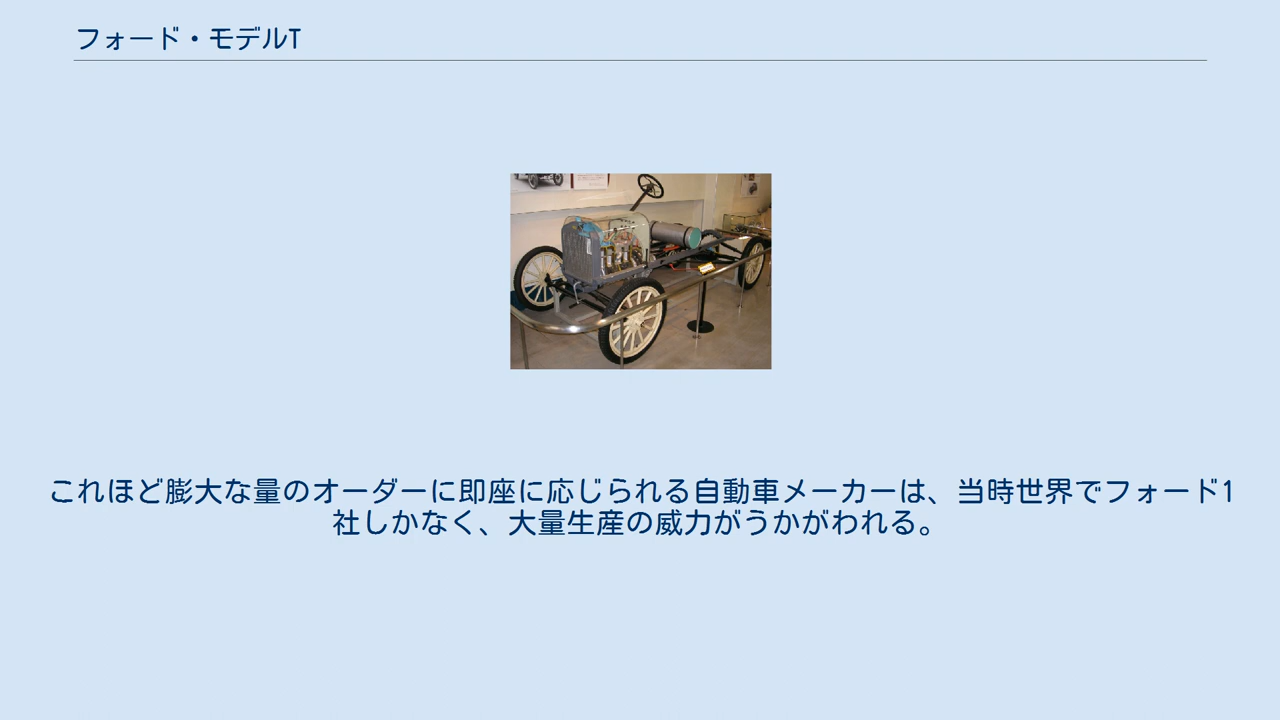 フォード・モデルT
これほど膨大な量のオーダーに即座に応じられる自動車メーカーは、当時世界でフォード1
社しかなく、大量生産の威力がうかがわれる。